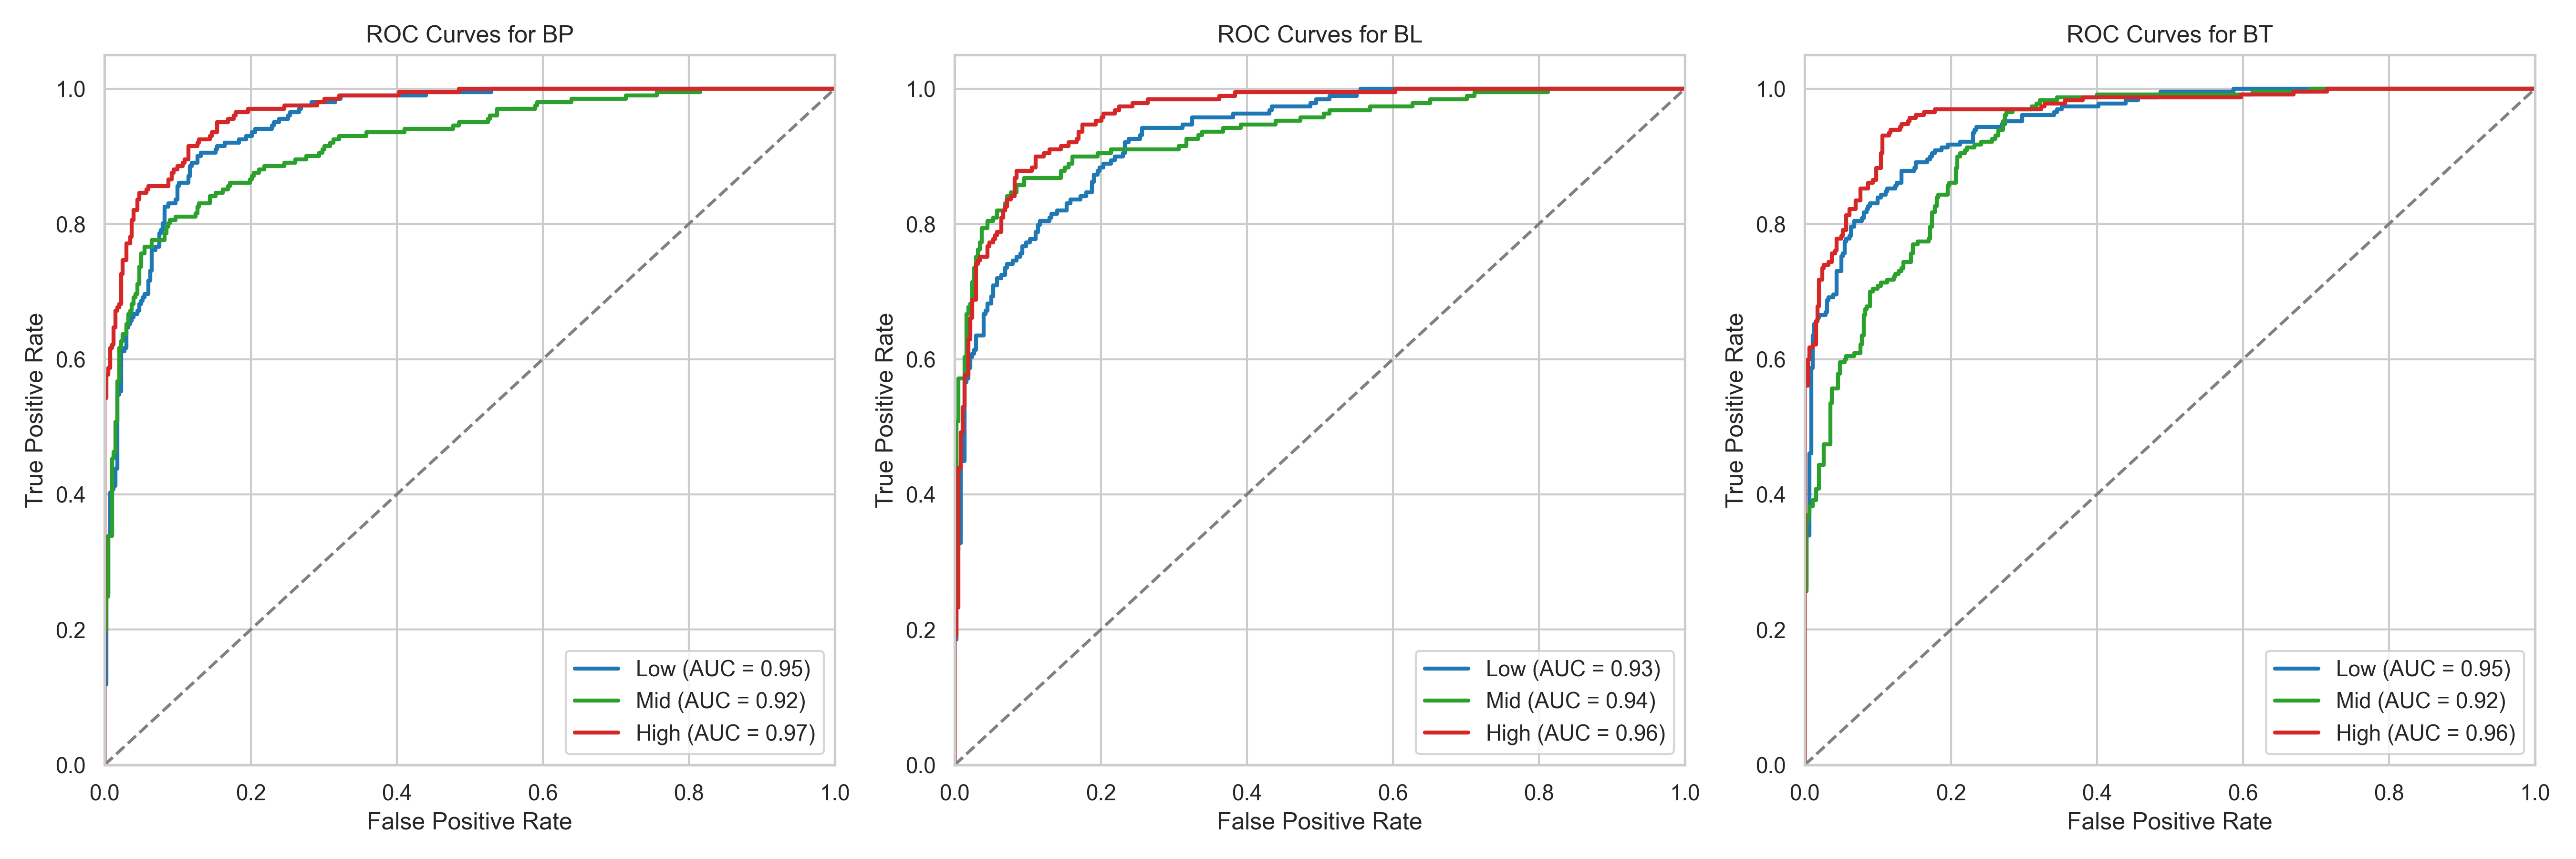 ROC Curves for BP
1.0
0.8
0.6
0.4
0.2
0.0
True Positive Rate
Low (AUC = 0.95)
Mid (AUC = 0.92)
High (AUC = 0.97)
0.0 0.2 0.4 0.6 0.8 1.0
False Positive Rate
ROC Curves for BL
1.0
0.8
0.6
0.4
0.2
0.0
True Positive Rate
Low (AUC = 0.93)
Mid (AUC = 0.94)
High (AUC = 0.96)
0.0 0.2 0.4 0.6 0.8 1.0
False Positive Rate
ROC Curves for BT
1.0
0.8
0.6
0.4
0.2
0.0
True Positive Rate
Low (AUC = 0.95)
Mid (AUC = 0.92)
High (AUC = 0.96)
0.0 0.2 0.4 0.6 0.8 1.0
False Positive Rate